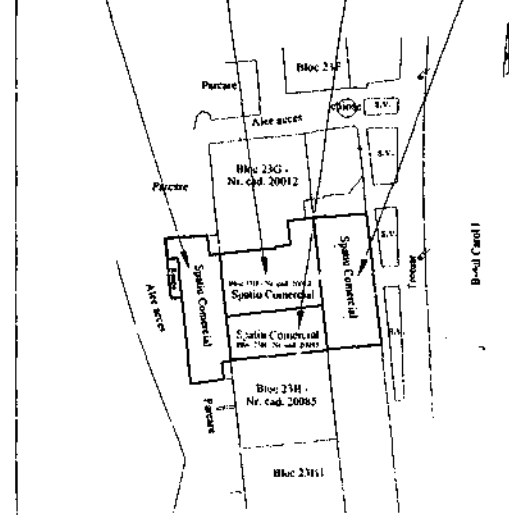 Bloc 23F
Parcare
chiosc
S.V.
Alee acces
S.V.
Bloc 23G -
Nr. cad. 20012
Parcare
S.V.
Spatiu Comercial
Spatiu Comercial
Spatiu Comercial
Alee acces
Trotuar
B-dul Carol I
Spatiu Comercial
S.V.
Bloc 23H -
Nr. cad. 20085
Parcare
Bloc 23H1